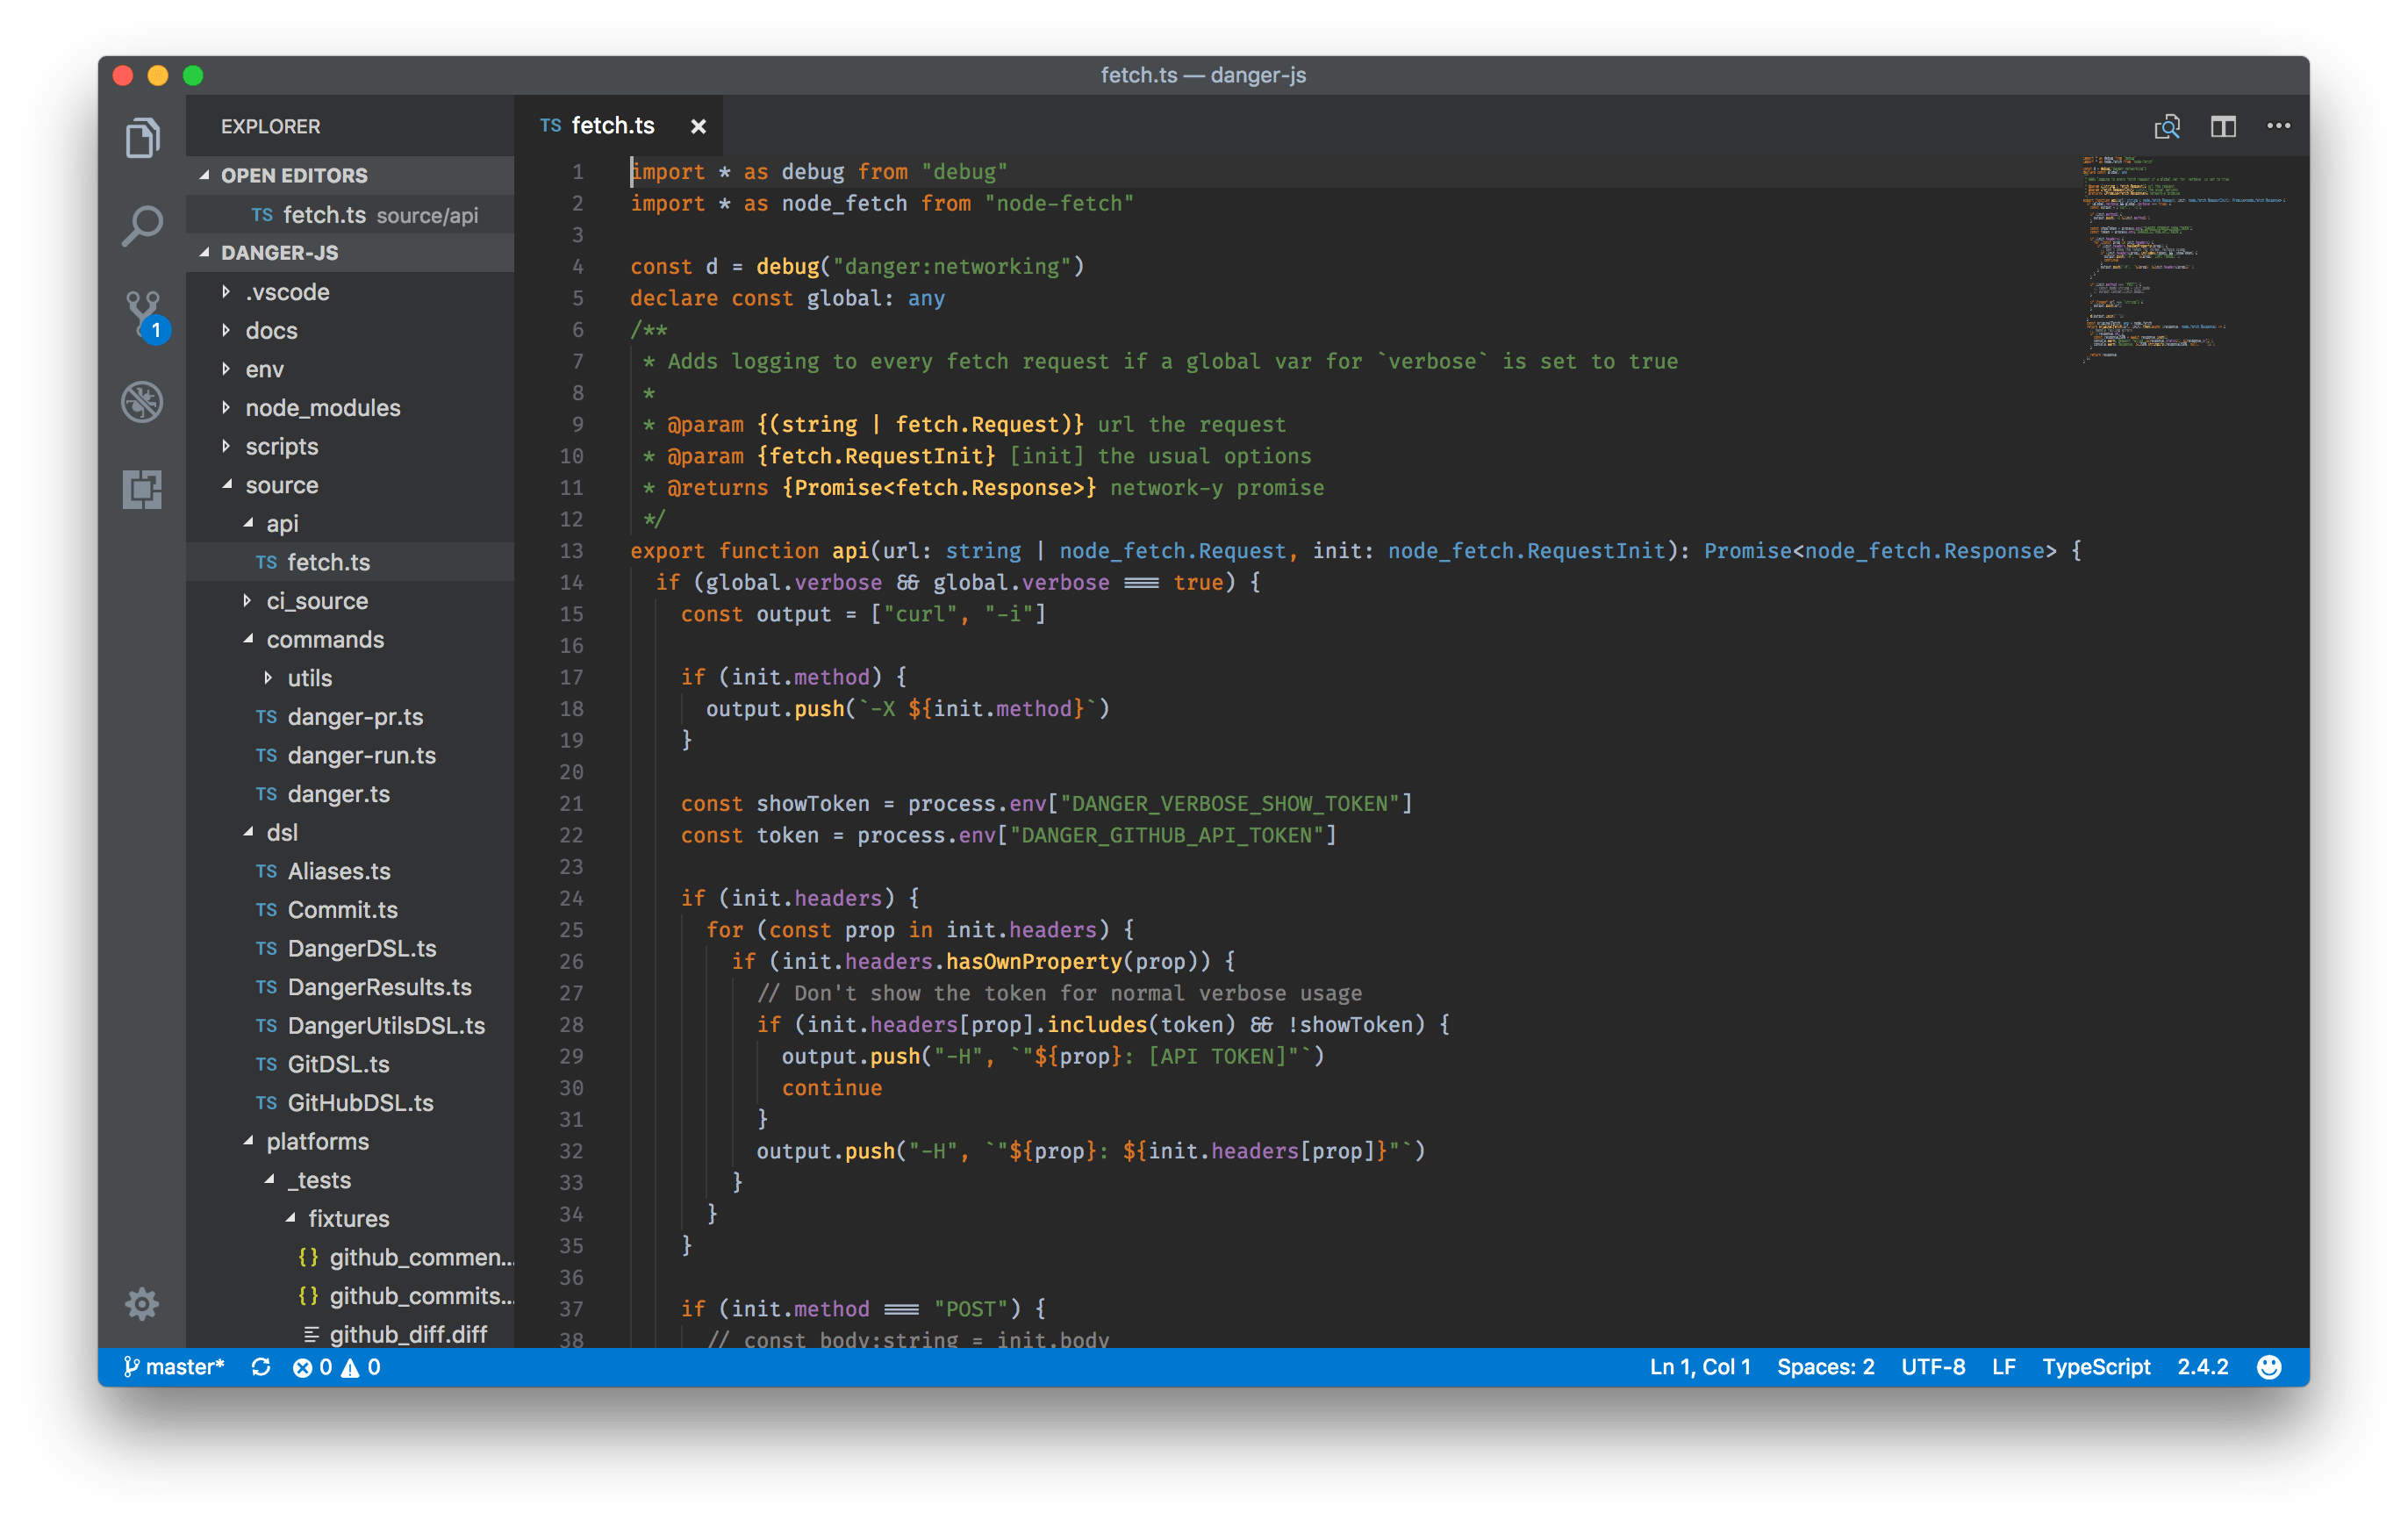 fetch.ts — danger-js
EXPLORER
OPEN EDITORS
TS fetch.ts source/api
DANGER-JS
.vscode
docs
env
node_modules
scripts
source
api
TS fetch.ts
ci_source
commands
utils
TS danger-pr.ts
TS danger-run.ts
TS danger.ts
dsl
TS Aliases.ts
TS Commit.ts
TS DangerDSL.ts
TS DangerResults.ts
TS DangerUtilsDSL.ts
TS GitDSL.ts
TS GitHubDSL.ts
platforms
_tests
fixtures
{} github_commen...
{} github_commits...
github_diff.diff
1
TS fetch.ts ×
1 import * as debug from "debug"
2 import * as node_fetch from "node-fetch"
3
4 const d = debug("danger:networking")
5 declare const global: any
6 /**
7 * Adds logging to every fetch request if a global var for `verbose` is set to true
8 *
9 * @param {(string | fetch.Request)} url the request
10 * @param {fetch.RequestInit} [init] the usual options
11 * @returns {Promise<fetch.Response>} network-y promise
12 */
13 export function api(url: string | node_fetch.Request, init: node_fetch.RequestInit): Promise<node_fetch.Response> {
14 if (global.verbose && global.verbose === true) {
15 const output = ["curl", "-i"]
16
17 if (init.method) {
18 output.push(`-X ${init.method}`)
19 }
20
21 const showToken = process.env["DANGER_VERBOSE_SHOW_TOKEN"]
22 const token = process.env["DANGER_GITHUB_API_TOKEN"]
23
24 if (init.headers) {
25 for (const prop in init.headers) {
26 if (init.headers.hasOwnProperty(prop)) {
27 // Don't show the token for normal verbose usage
28 if (init.headers[prop].includes(token) && !showToken) {
29 output.push("-H", `"${prop}: [API TOKEN]"`)
30 continue
31 }
32 output.push("-H", `"${prop}: ${init.headers[prop]}"`)
33 }
34 }
35 }
36
37 if (init.method === "POST") {
38 // const body:string = init.body
master* 0 0
Ln 1, Col 1 Spaces: 2 UTF-8 LF TypeScript 2.4.2